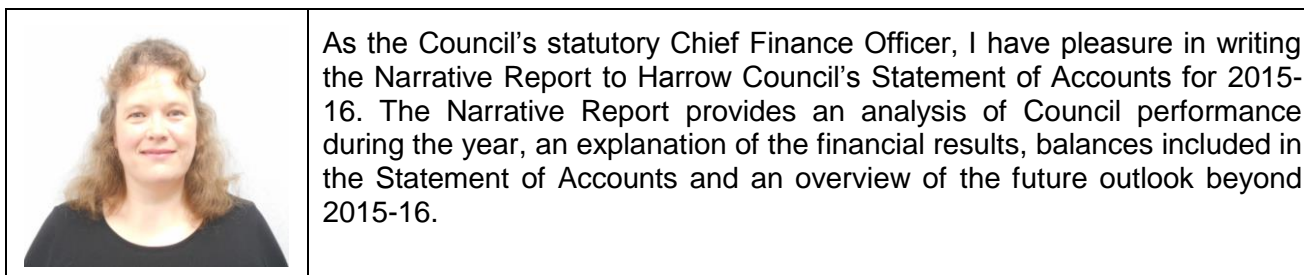 As the Council’s statutory Chief Finance Officer, I have pleasure in writing
the Narrative Report to Harrow Council’s Statement of Accounts for 2015-
16. The Narrative Report provides an analysis of Council performance
during the year, an explanation of the financial results, balances included in
the Statement of Accounts and an overview of the future outlook beyond
2015-16.